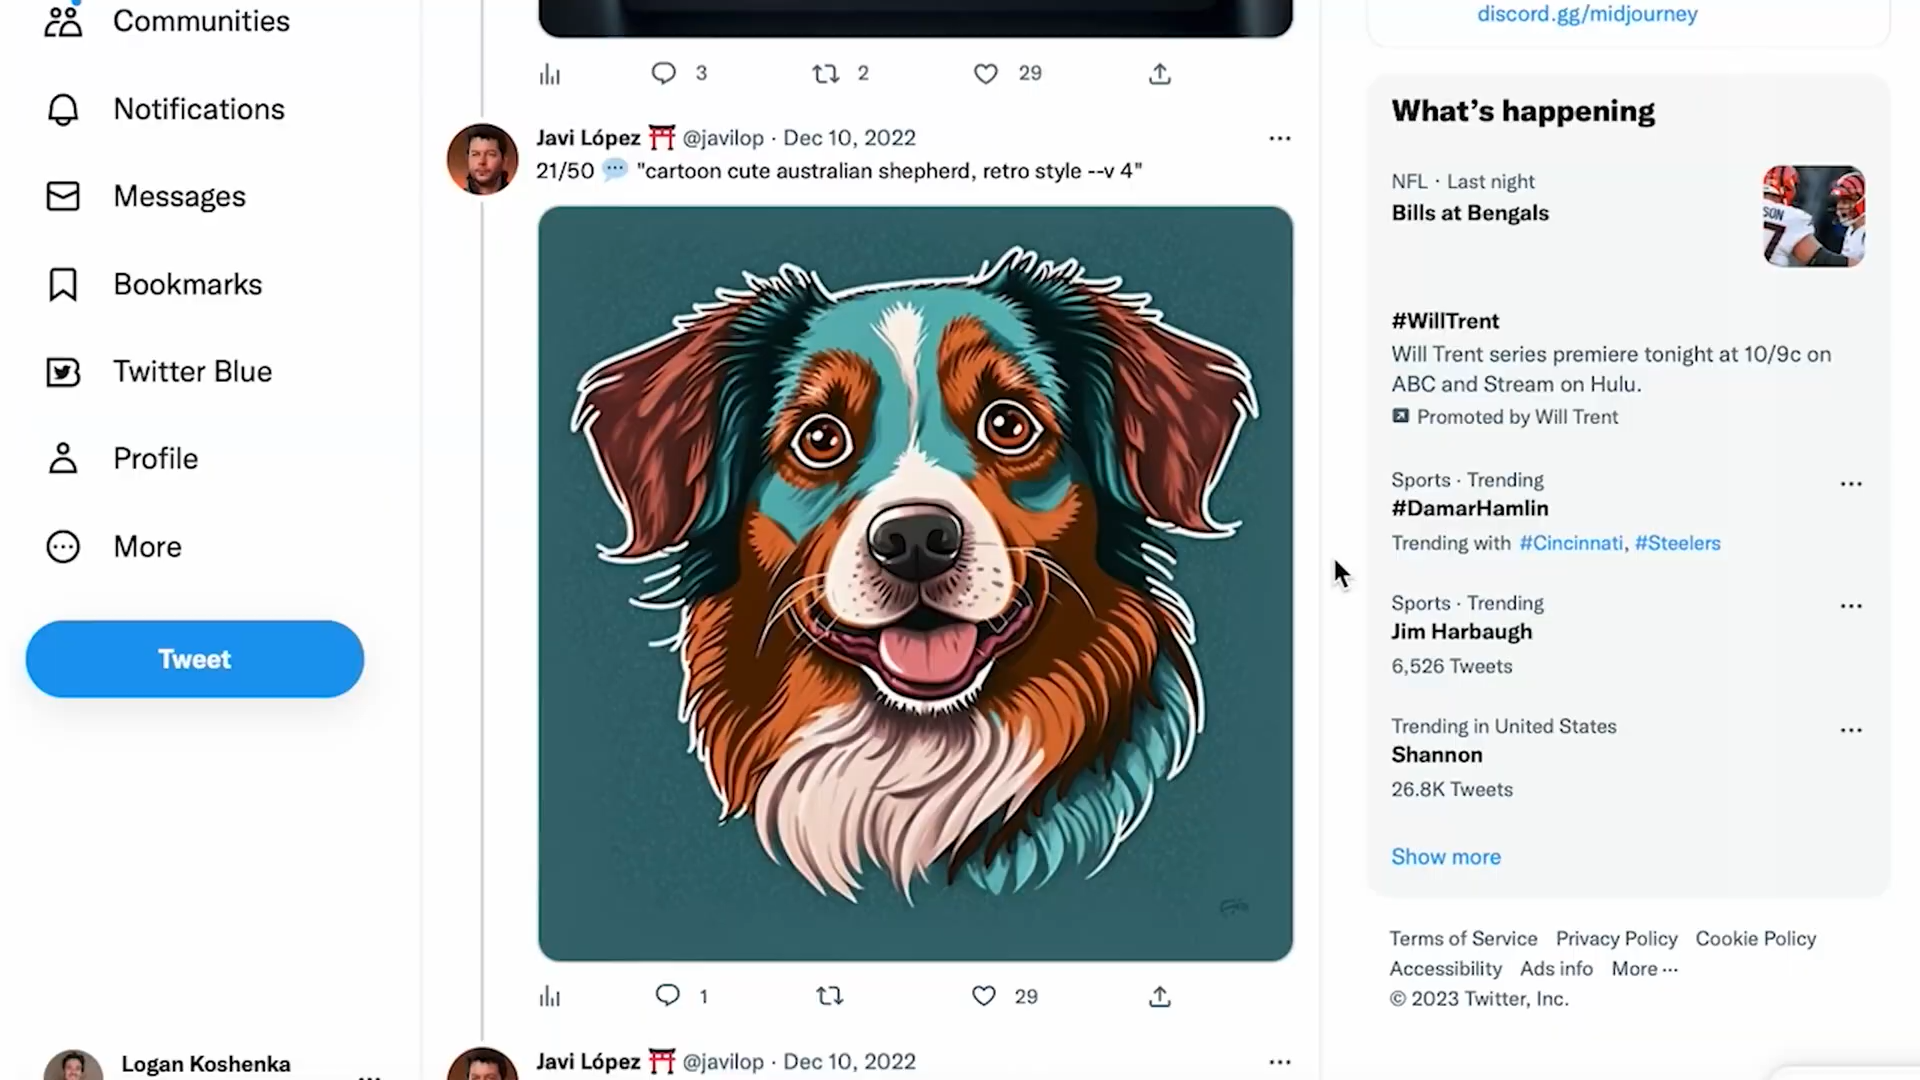 Communities
Notifications
Messages
Bookmarks
Twitter Blue
Profile
More
Tweet
Logan Koshenka
3
2
29
Javi López ⛩ @javilop · Dec 10, 2022
21/50 💬 "cartoon cute australian shepherd, retro style --v 4"
1
29
Javi López ⛩ @javilop · Dec 10, 2022
discord.gg/midjourney
What's happening
NFL · Last night
Bills at Bengals
SON
7
#WillTrent
Will Trent series premiere tonight at 10/9c on
ABC and Stream on Hulu.
Promoted by Will Trent
Sports · Trending
#DamarHamlin
Trending with #Cincinnati, #Steelers
Sports · Trending
Jim Harbaugh
6,526 Tweets
Trending in United States
Shannon
26.8K Tweets
Show more
Terms of Service Privacy Policy Cookie Policy
Accessibility Ads info More ···
© 2023 Twitter, Inc.